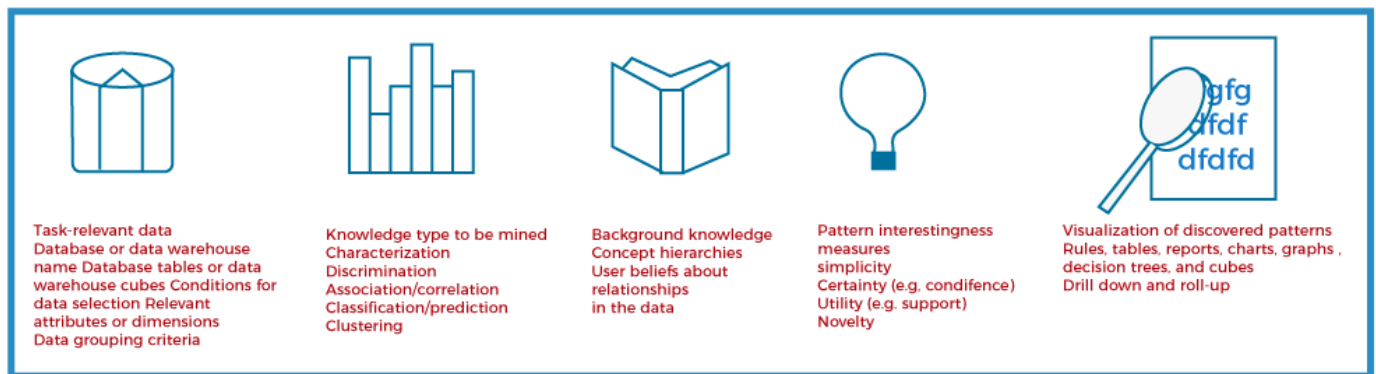 gfg
dfdf
dfdfd
Task-relevant data
Database or data warehouse
name Database tables or data
warehouse cubes Conditions for
data selection Relevant
attributes or dimensions
Data grouping criteria
Knowledge type to be mined
Characterization
Discrimination
Association/correlation
Classification/prediction
Clustering
Background knowledge
Concept hierarchies
User beliefs about
relationships
in the data
Pattern interestingness
measures
simplicity
Certainty (e.g. condifence)
Utility (e.g. support)
Novelty
Visualization of discovered patterns
Rules, tables, reports, charts, graphs ,
decision trees, and cubes
Drill down and roll-up